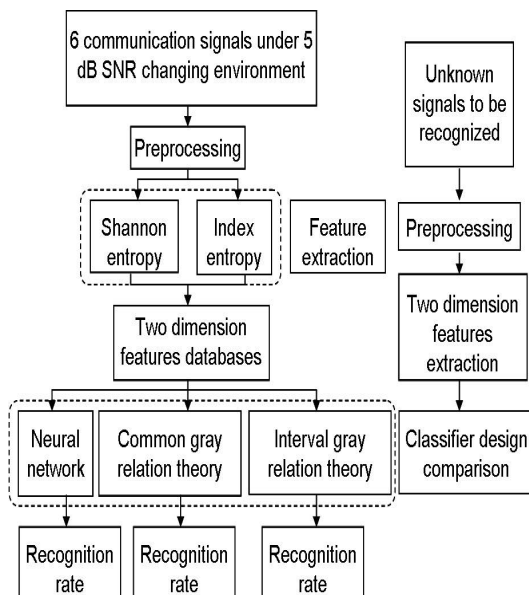 6 communication signals under 5
dB SNR changing environment
Preprocessing
Shannon
entropy
Index
entropy
Feature
extraction
Two dimension
features databases
Neural
network
Common gray
relation theory
Interval gray
relation theory
Recognition
rate
Recognition
rate
Recognition
rate
Unknown
signals to be
recognized
Preprocessing
Two dimension
features
extraction
Classifier design
comparison